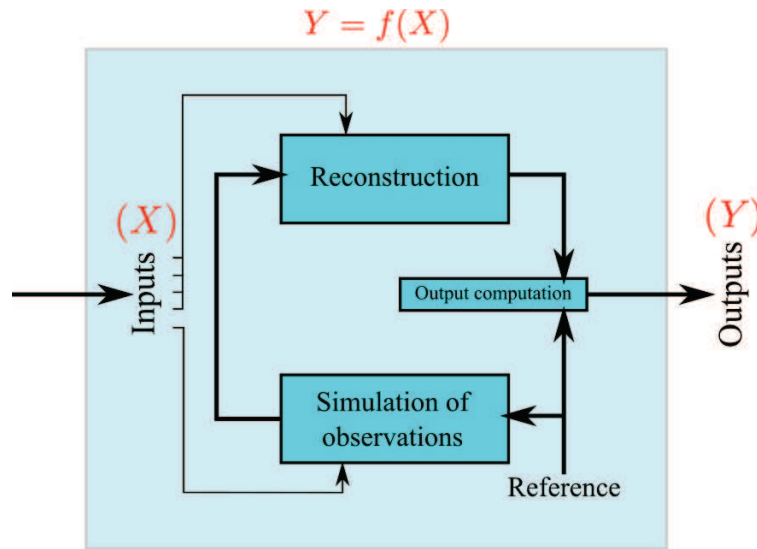 Y = f(X)
Reconstruction
(X)
Inputs
Output computation
(Y)
Outputs
Simulation of
observations
Reference